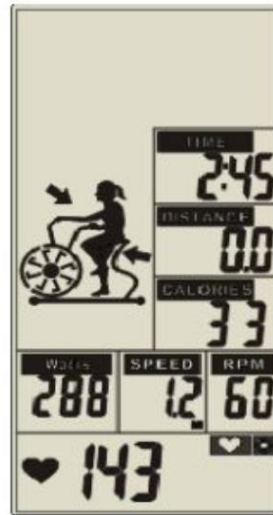 TIME
2:45
DISTANCE
0.0
CALORIES
33
Watts SPEED RPM
288 1.2 60
143